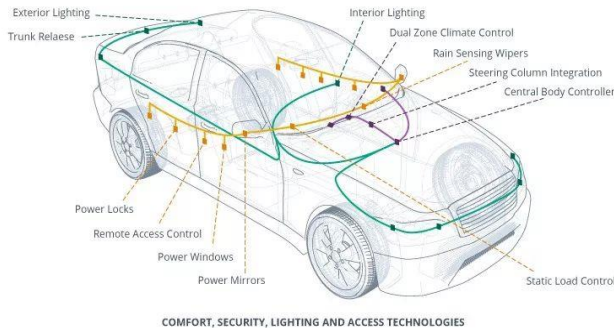 Exterior Lighting
Trunk Relaese
Interior Lighting
Dual Zone Climate Control
Rain Sensing Wipers
Steering Column Integration
Central Body Controller
Power Locks
Remote Access Control
Power Windows
Power Mirrors
Static Load Control
COMFORT, SECURITY, LIGHTING AND ACCESS TECHNOLOGIES